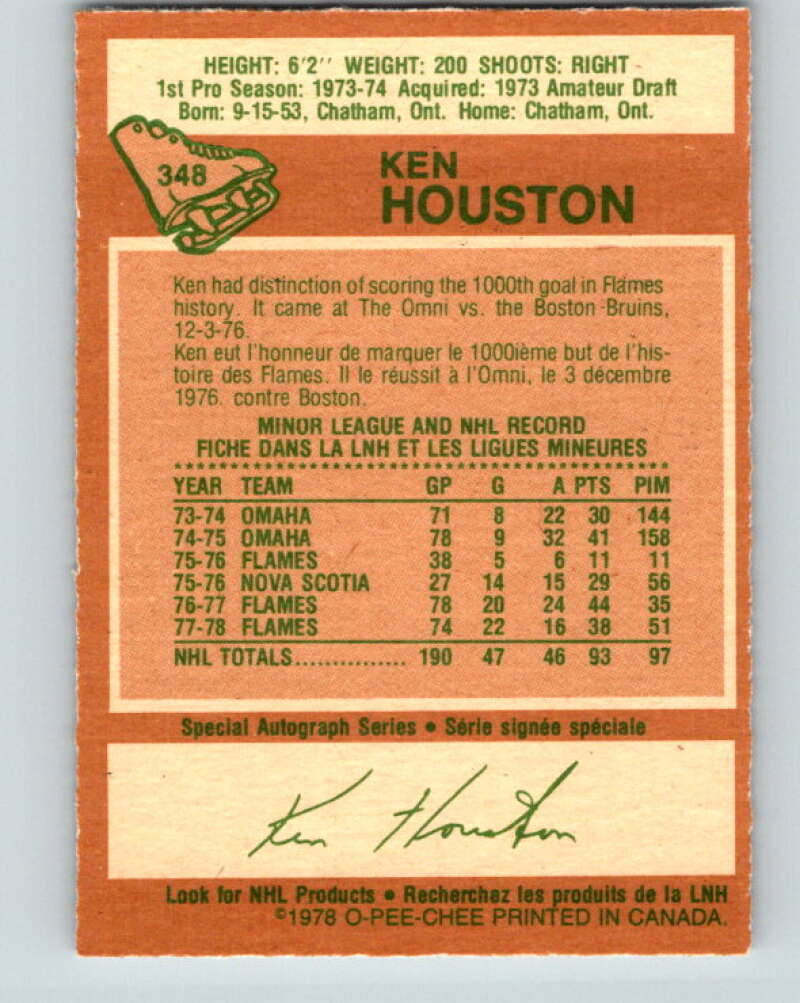 HEIGHT: 6'2'' WEIGHT: 200 SHOOTS: RIGHT
1st Pro Season: 1973-74 Acquired: 1973 Amateur Draft
Born: 9-15-53, Chatham, Ont. Home: Chatham, Ont.
348
KEN
HOUSTON
Ken had distinction of scoring the 1000th goal in Flames
history. It came at The Omni vs. the Boston Bruins,
12-3-76.
Ken eut l'honneur de marquer le 1000ième but de l'his-
toire des Flames. Il le réussit à l'Omni, le 3 décembre
1976. contre Boston.
MINOR LEAGUE AND NHL RECORD
FICHE DANS LA LNH ET LES LIGUES MINEURES
YEAR TEAM GP G A PTS PIM
73-74 OMAHA 71 8 22 30 144
74-75 OMAHA 78 9 32 41 158
75-76 FLAMES 38 5 6 11 11
75-76 NOVA SCOTIA 27 14 15 29 56
76-77 FLAMES 78 20 24 44 35
77-78 FLAMES 74 22 16 38 51
NHL TOTALS............... 190 47 46 93 97
Special Autograph Series • Série signée spéciale
Ken Houston
Look for NHL Products • Recherchez les produits de la LNH
©1978 O-PEE-CHEE PRINTED IN CANADA.